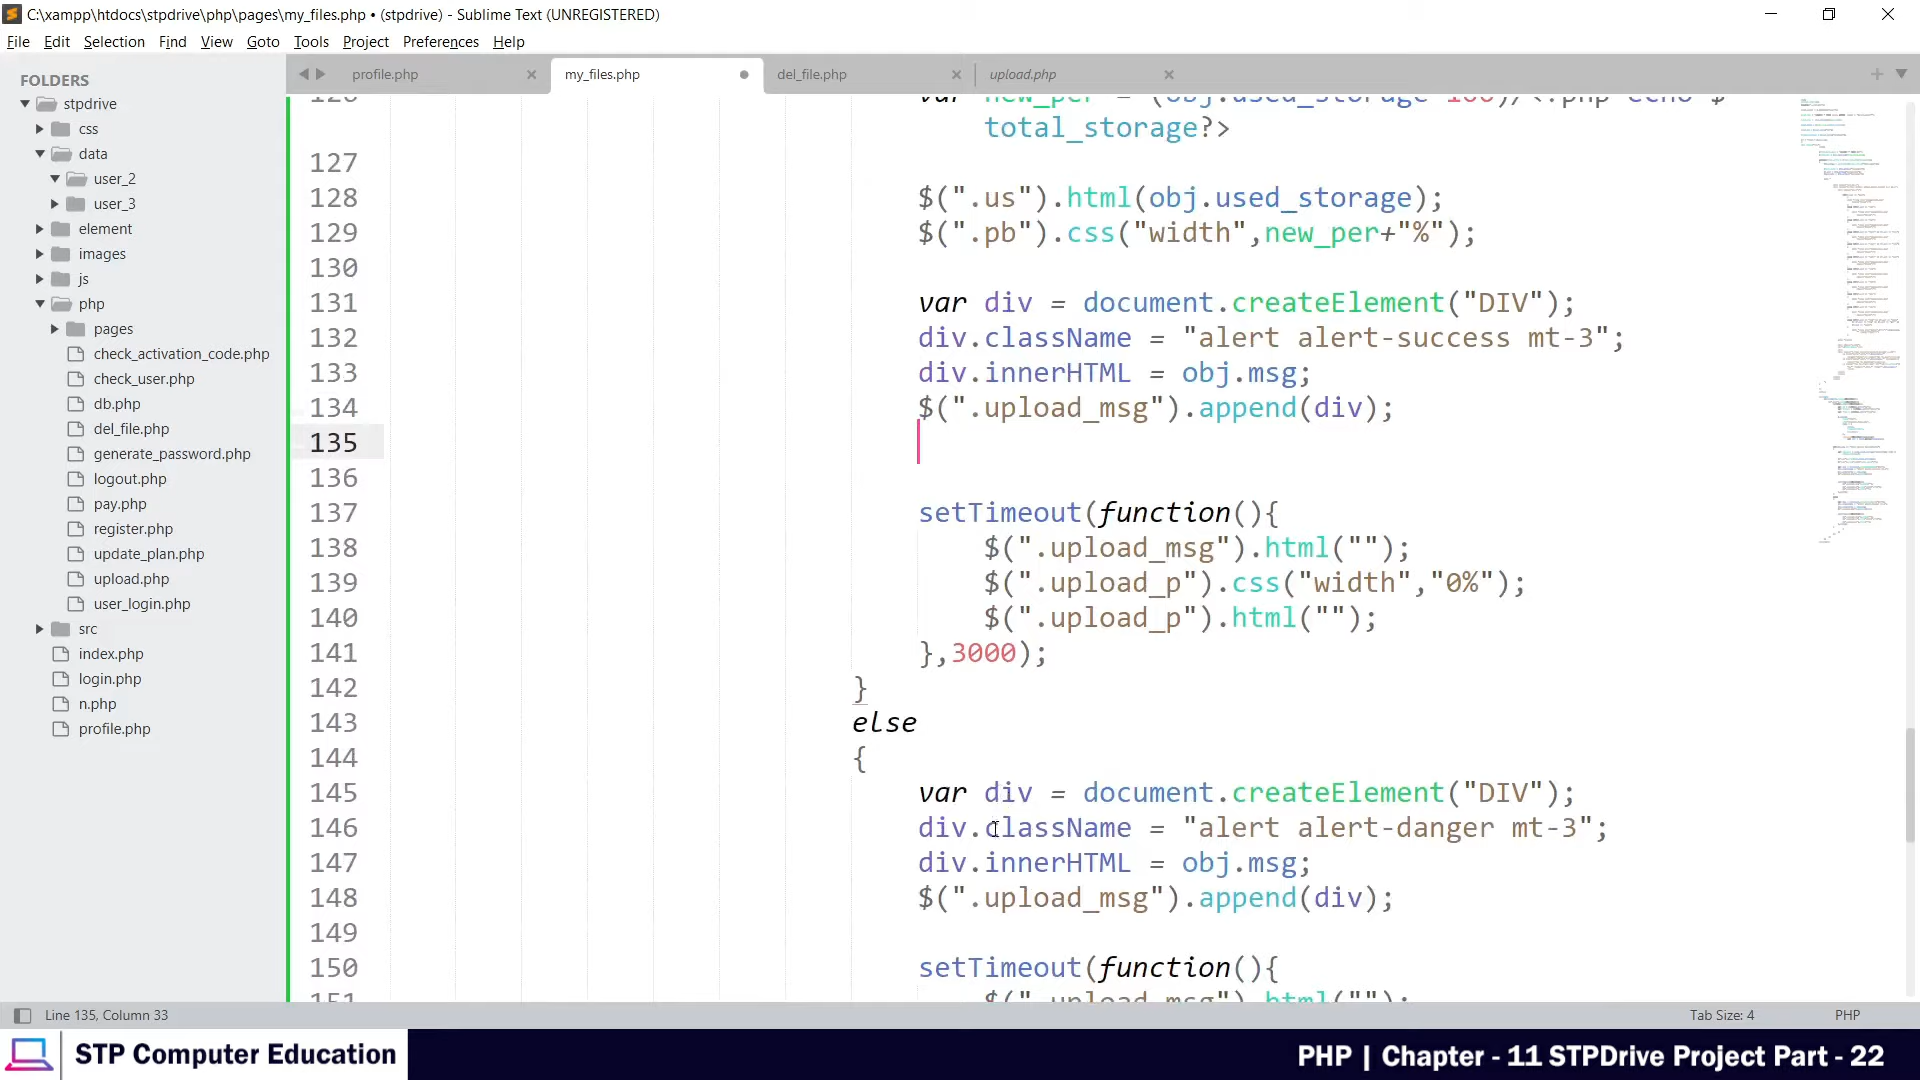 C:\xampp\htdocs\stpdrive\php\pages\my_files.php • (stpdrive) - Sublime Text (UNREGISTERED)
File Edit Selection Find View Goto Tools Project Preferences Help
FOLDERS
stpdrive
css
data
user_2
user_3
element
images
js
php
pages
check_activation_code.php
check_user.php
db.php
del_file.php
generate_password.php
logout.php
pay.php
register.php
update_plan.php
upload.php
user_login.php
src
index.php
login.php
n.php
profile.php
profile.php my_files.php del_file.php upload.php
126 var new_per = (obj.used_storage*100)/<?php echo $
total_storage?>
127
128 $(".us").html(obj.used_storage);
129 $(".pb").css("width",new_per+"%");
130
131 var div = document.createElement("DIV");
132 div.className = "alert alert-success mt-3";
133 div.innerHTML = obj.msg;
134 $(".upload_msg").append(div);
135
136
137 setTimeout(function(){
138 $(".upload_msg").html("");
139 $(".upload_p").css("width","0%");
140 $(".upload_p").html("");
141 },3000);
142 }
143 else
144 {
145 var div = document.createElement("DIV");
146 div.className = "alert alert-danger mt-3";
147 div.innerHTML = obj.msg;
148 $(".upload_msg").append(div);
149
150 setTimeout(function(){
151 $(".upload_msg").html("");
Line 135, Column 33
Tab Size: 4
PHP
STP Computer Education
PHP | Chapter - 11 STPDrive Project Part - 22